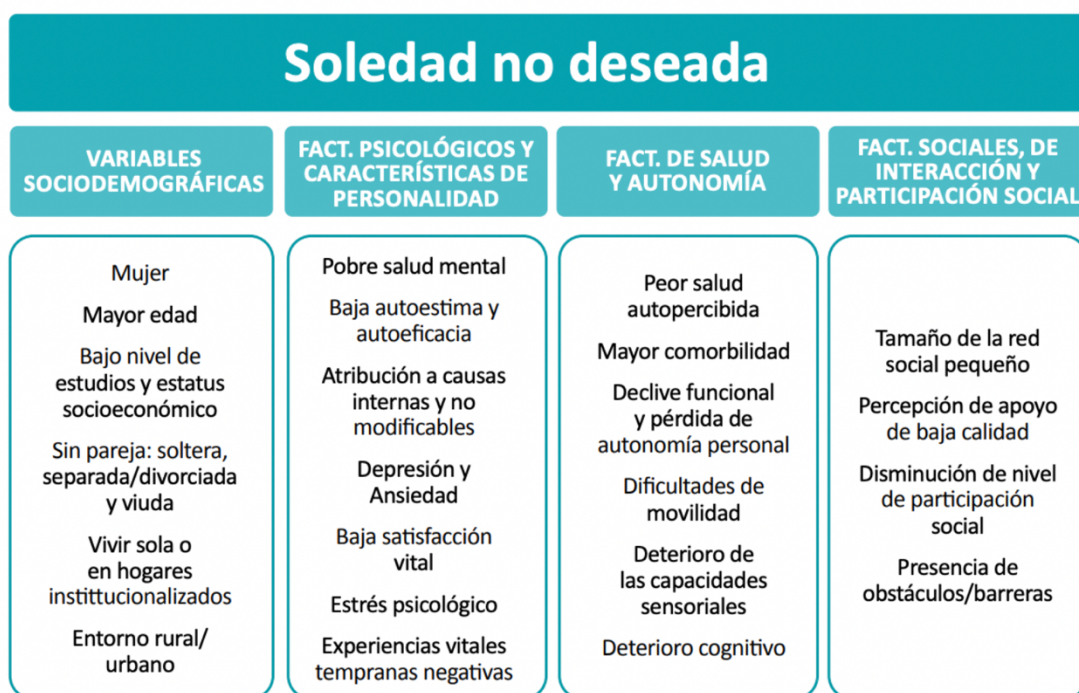 Soledad no deseada
VARIABLES
SOCIODEMOGRÁFICAS
Mujer
Mayor edad
Bajo nivel de
estudios y estatus
socioeconómico
Sin pareja: soltera,
separada/divorciada
y viuda
Vivir sola o
en hogares
institucionalizados
Entorno rural/
urbano
FACT. PSICOLÓGICOS Y
CARACTERÍSTICAS DE
PERSONALIDAD
Pobre salud mental
Baja autoestima y
autoeficacia
Atribución a causas
internas y no
modificables
Depresión y
Ansiedad
Baja satisfacción
vital
Estrés psicológico
Experiencias vitales
tempranas negativas
FACT. DE SALUD
Y AUTONOMÍA
Peor salud
autopercibida
Mayor comorbilidad
Declive funcional
y pérdida de
autonomía personal
Dificultades de
movilidad
Deterioro de
las capacidades
sensoriales
Deterioro cognitivo
FACT. SOCIALES, DE
INTERACCIÓN Y
PARTICIPACIÓN SOCIAL
Tamaño de la red
social pequeño
Percepción de apoyo
de baja calidad
Disminución de nivel
de participación
social
Presencia de
obstáculos/barreras